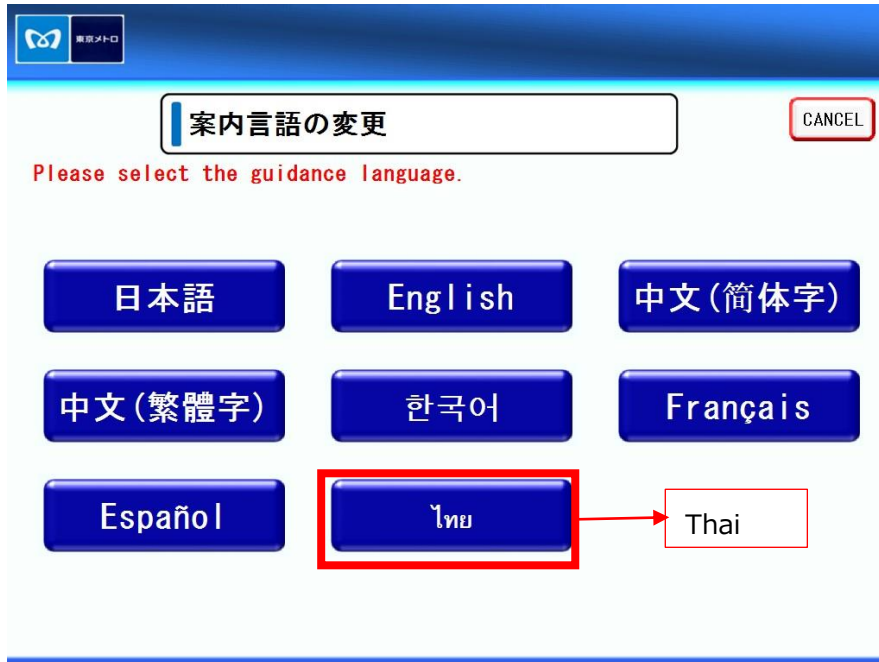 東京メトロ
案内言語の変更
CANCEL
Please select the guidance language.
日本語
English
中文(简体字)
中文(繁體字)
한국어
Français
Español
ไทย
Thai